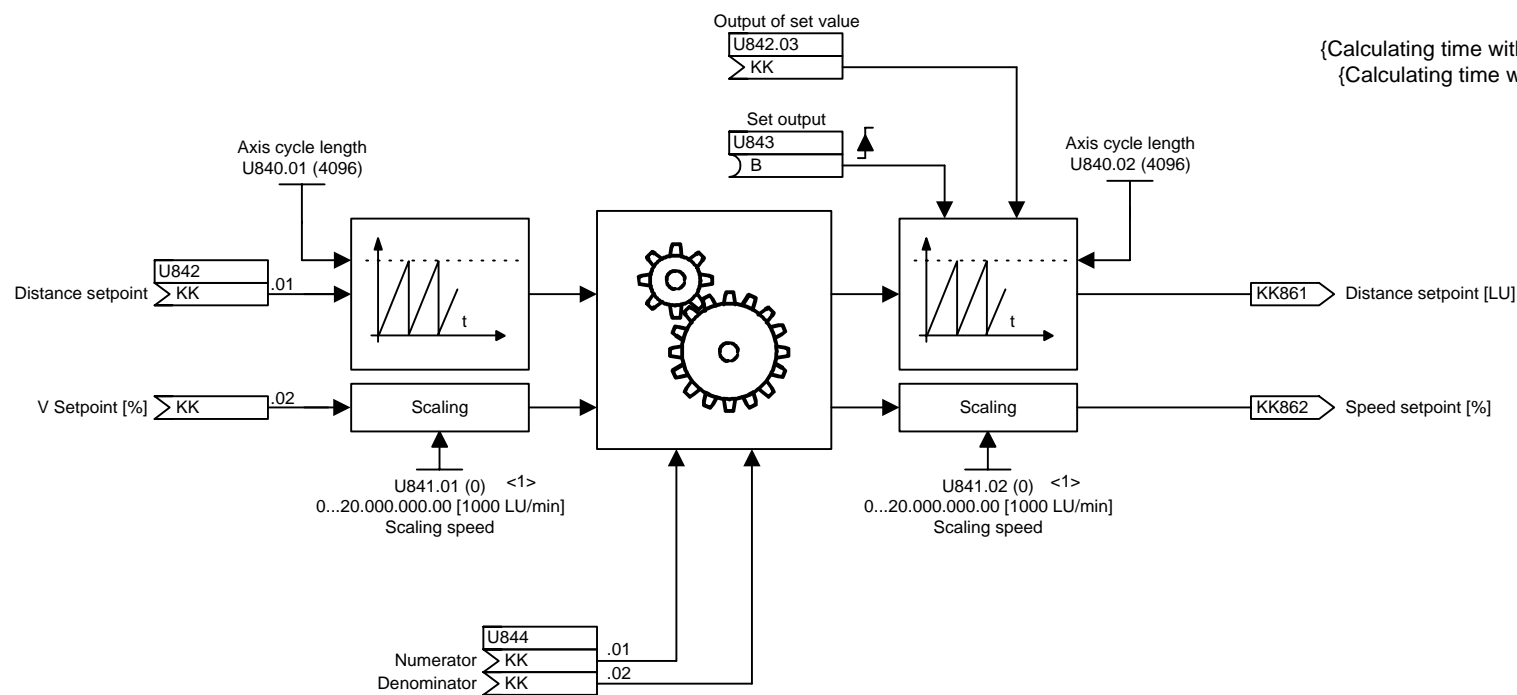 Output of set value
U842.03
KK
{Calculating time
{Calculating time
Set output
U843
B
Axis cycle length
U840.01 (4096)
Axis cycle length
U840.02 (4096)
U842
Distance setpoint
KK
.01
t
t
KK861
Distance setpoint [LU]
V Setpoint [%]
KK
.02
Scaling
Scaling
KK862
Speed setpoint [%]
U841.01 (0) <1>
0...20.000.000.00 [1000 LU/min]
Scaling speed
U841.02 (0) <1>
0...20.000.000.00 [1000 LU/min]
Scaling speed
U844
Numerator
KK
.01
Denominator
KK
.02